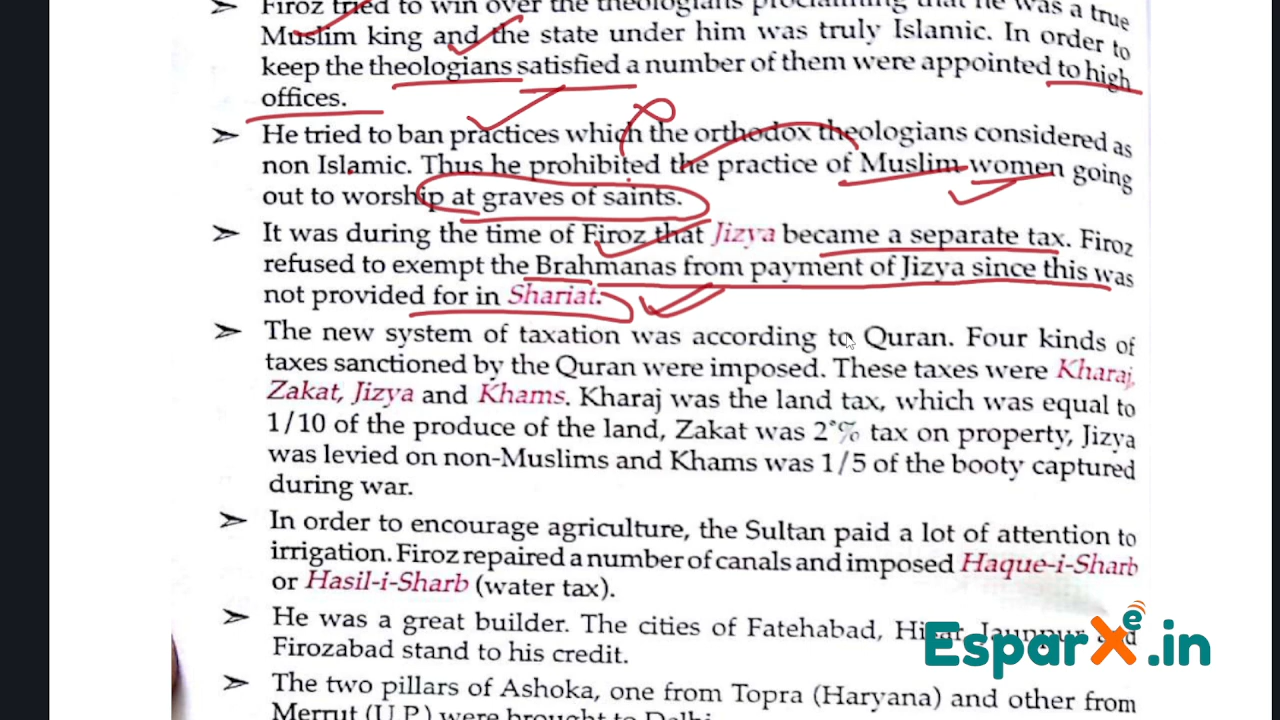 ➢ Firoz tried to win over the theologians proclaiming that he was a true
Muslim king and the state under him was truly Islamic. In order to
keep the theologians satisfied a number of them were appointed to high
offices.
➢ He tried to ban practices which the orthodox theologians considered as
non Islamic. Thus he prohibited the practice of Muslim women going
out to worship at graves of saints.
➢ It was during the time of Firoz that Jizya became a separate tax. Firoz
refused to exempt the Brahmanas from payment of Jizya since this was
not provided for in Shariat.
➢ The new system of taxation was according to Quran. Four kinds of
taxes sanctioned by the Quran were imposed. These taxes were Kharaj,
Zakat, Jizya and Khams. Kharaj was the land tax, which was equal to
1/10 of the produce of the land, Zakat was 2 % tax on property, Jizya
was levied on non-Muslims and Khams was 1/5 of the booty captured
during war.
➢ In order to encourage agriculture, the Sultan paid a lot of attention to
irrigation. Firoz repaired a number of canals and imposed Haque-i-Sharb
or Hasil-i-Sharb (water tax).
➢ He was a great builder. The cities of Fatehabad, Hisar, Jaunpur and
Firozabad stand to his credit.
➢ The two pillars of Ashoka, one from Topra (Haryana) and other from
Merrut (U.P.) were brought to Delhi.
EsparXe.in